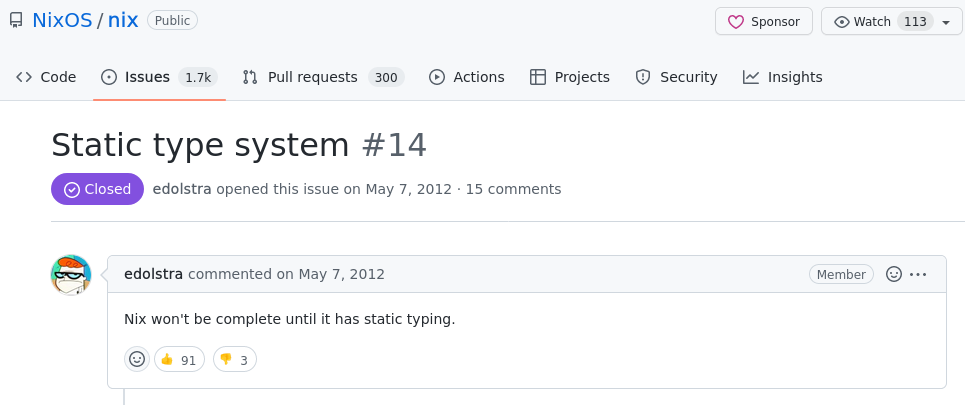 NixOS / nix Public
Sponsor Watch 113
Code Issues 1.7k Pull requests 300 Actions Projects Security Insights
Static type system #14
Closed edolstra opened this issue on May 7, 2012 · 15 comments
edolstra commented on May 7, 2012 Member
Nix won't be complete until it has static typing.
91 3